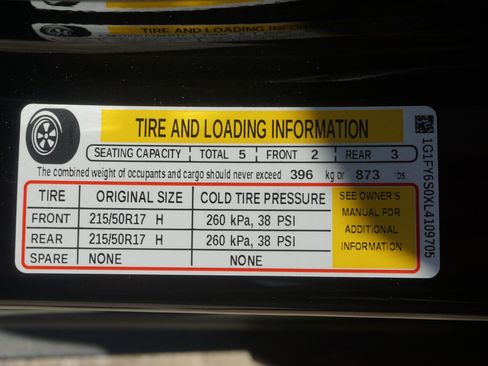 TIRE AND LOADING INFORMATION
SEATING CAPACITY TOTAL 5 FRONT 2 REAR 3
The combined weight of occupants and cargo should never exceed 396 kg or 873 lbs.
TIRE ORIGINAL SIZE COLD TIRE PRESSURE
FRONT 215/50R17 H 260 kPa, 38 PSI
REAR 215/50R17 H 260 kPa, 38 PSI
SPARE NONE NONE
SEE OWNER'S
MANUAL FOR
ADDITIONAL
INFORMATION
1G1FY6S0XL4109705